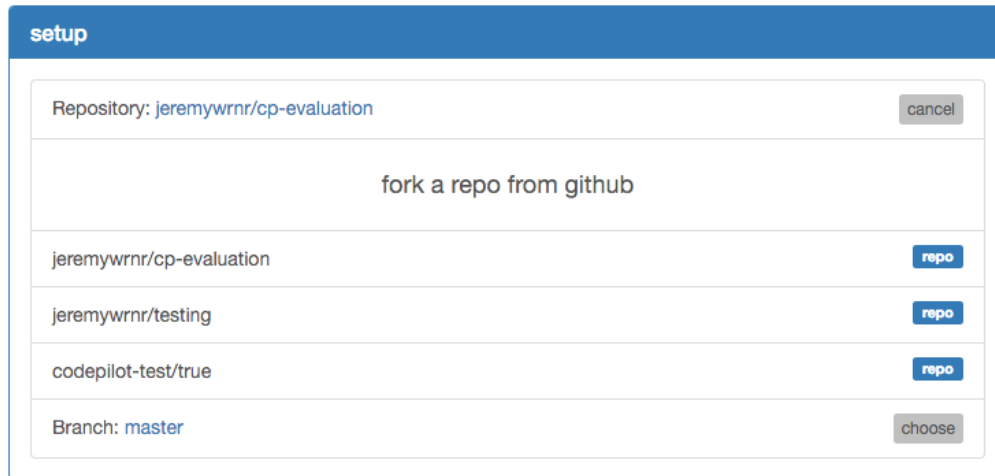 setup
Repository: jeremywrnr/cp-evaluation cancel
fork a repo from github
jeremywrnr/cp-evaluation repo
jeremywrnr/testing repo
codepilot-test/true repo
Branch: master choose